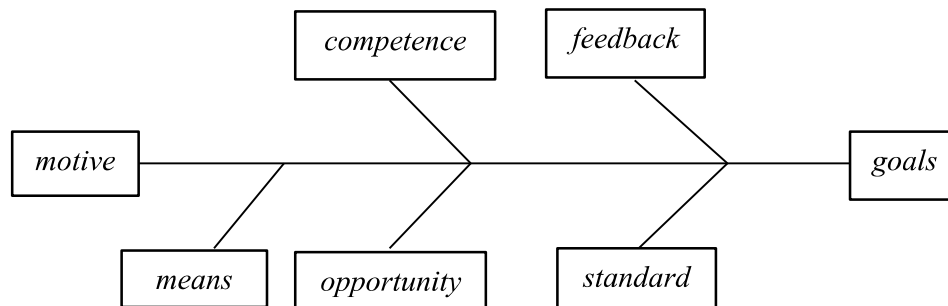 competence
feedback
motive
goals
means
opportunity
standard